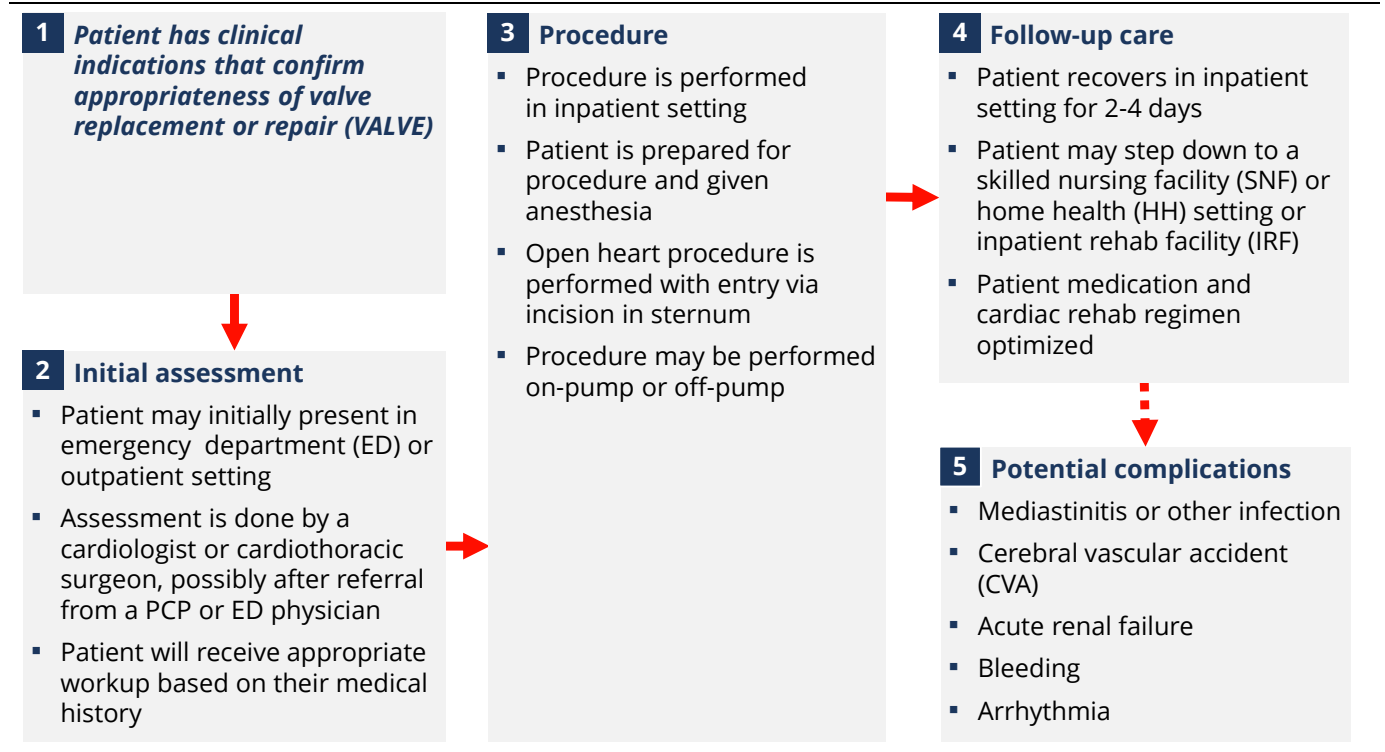 1 Patient has clinical
indications that confirm
appropriateness of valve
replacement or repair (VALVE)
2 Initial assessment
▪ Patient may initially present in
emergency department (ED) or
outpatient setting
▪ Assessment is done by a
cardiologist or cardiothoracic
surgeon, possibly after referral
from a PCP or ED physician
▪ Patient will receive appropriate
workup based on their medical
history
3 Procedure
▪ Procedure is performed
in inpatient setting
▪ Patient is prepared for
procedure and given
anesthesia
▪ Open heart procedure is
performed with entry via
incision in sternum
▪ Procedure may be performed
on-pump or off-pump
4 Follow-up care
▪ Patient recovers in inpatient
setting for 2-4 days
▪ Patient may step down to a
skilled nursing facility (SNF) or
home health (HH) setting or
inpatient rehab facility (IRF)
▪ Patient medication and
cardiac rehab regimen
optimized
5 Potential complications
▪ Mediastinitis or other infection
▪ Cerebral vascular accident
(CVA)
▪ Acute renal failure
▪ Bleeding
▪ Arrhythmia